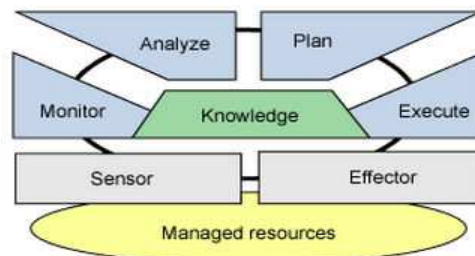 Analyze
Plan
Monitor
Knowledge
Execute
Sensor
Effector
Managed resources